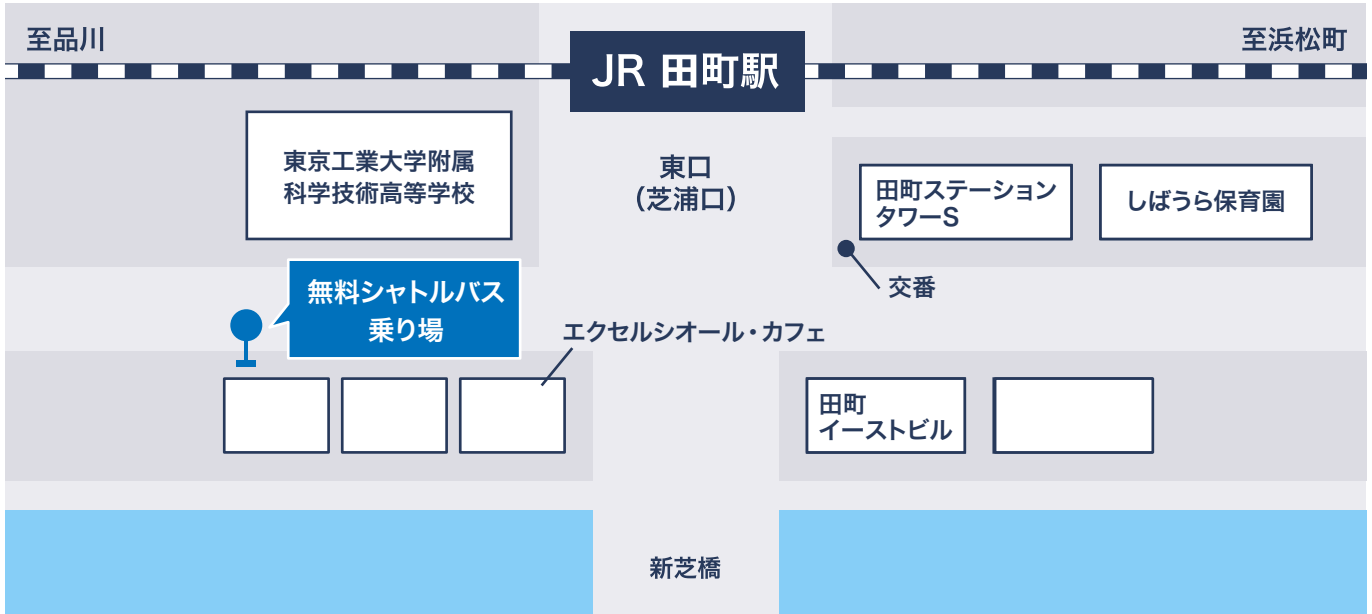 至品川
至浜松町
JR 田町駅
東京工業大学附属
科学技術高等学校
東口
(芝浦口)
田町ステーション
タワーS
しばうら保育園
交番
無料シャトルバス
乗り場
エクセルシオール・カフェ
田町
イーストビル
新芝橋